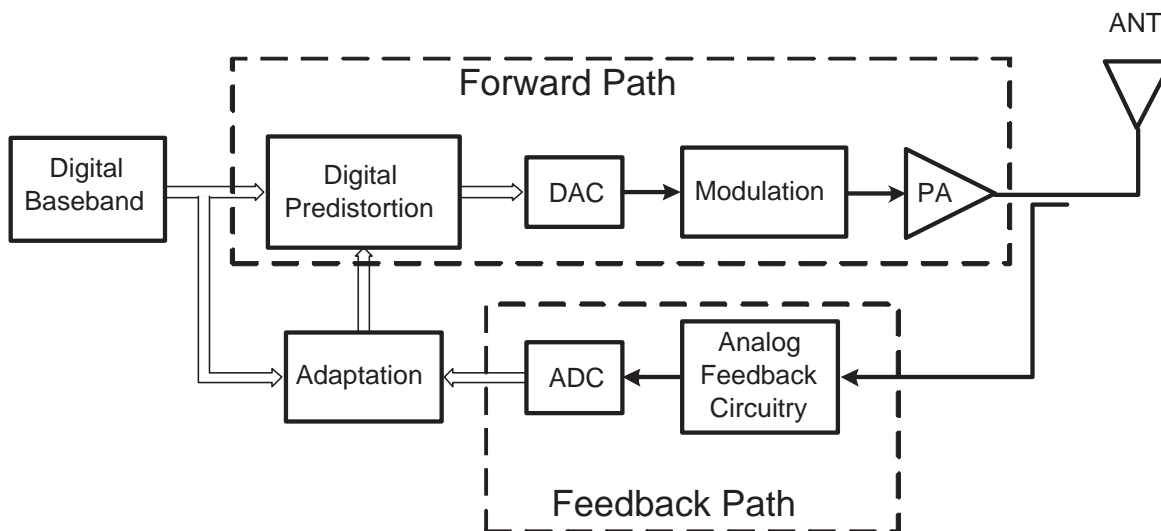 ANT
Forward Path
Digital
Baseband
Digital
Predistortion
DAC
Modulation
PA
Adaptation
ADC
Analog
Feedback
Circuitry
Feedback Path